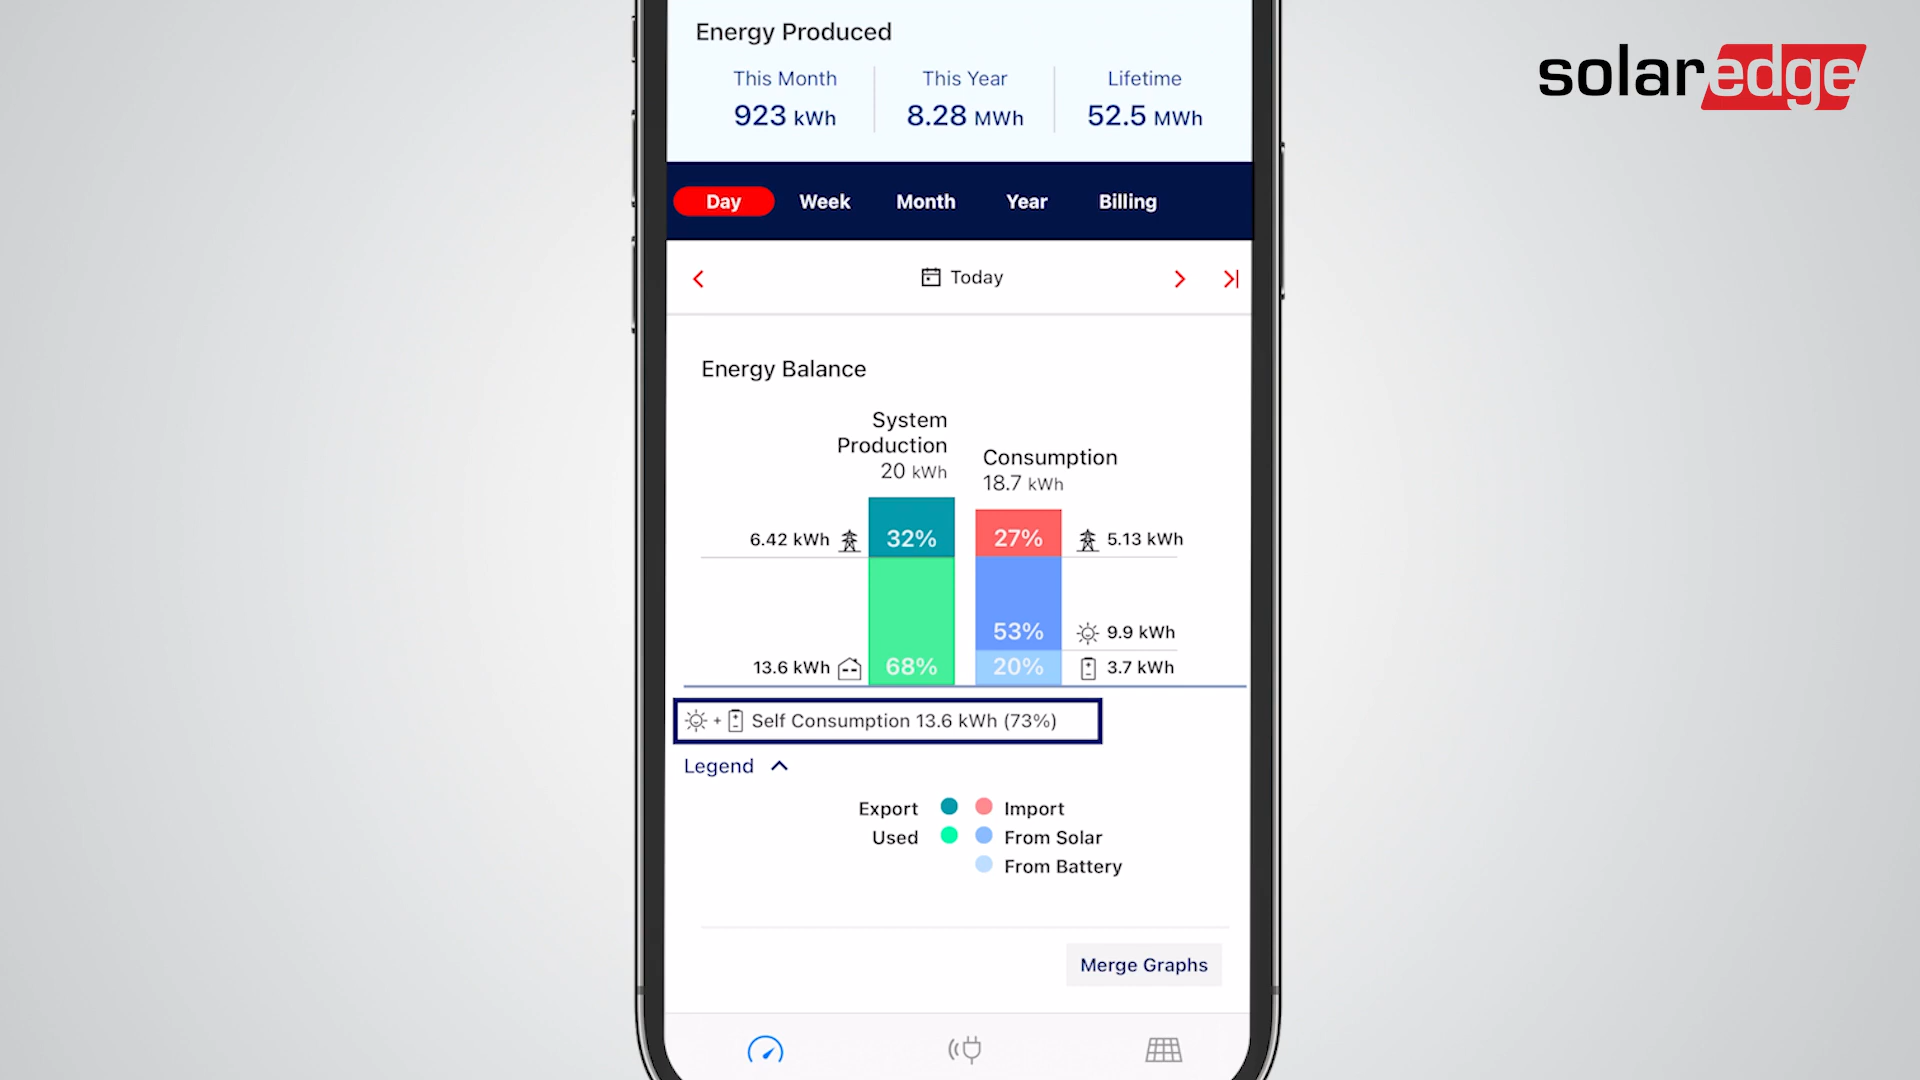 Energy Produced
This Month
923 kWh
This Year
8.28 MWh
Lifetime
52.5 MWh
solaredge
Day Week Month Year Billing
Today
Energy Balance
System
Production
20 kWh
Consumption
18.7 kWh
6.42 kWh 32% 27% 5.13 kWh
53% 9.9 kWh
13.6 kWh 68% 20% 3.7 kWh
+ Self Consumption 13.6 kWh (73%)
Legend
Export Import
Used From Solar
From Battery
Merge Graphs